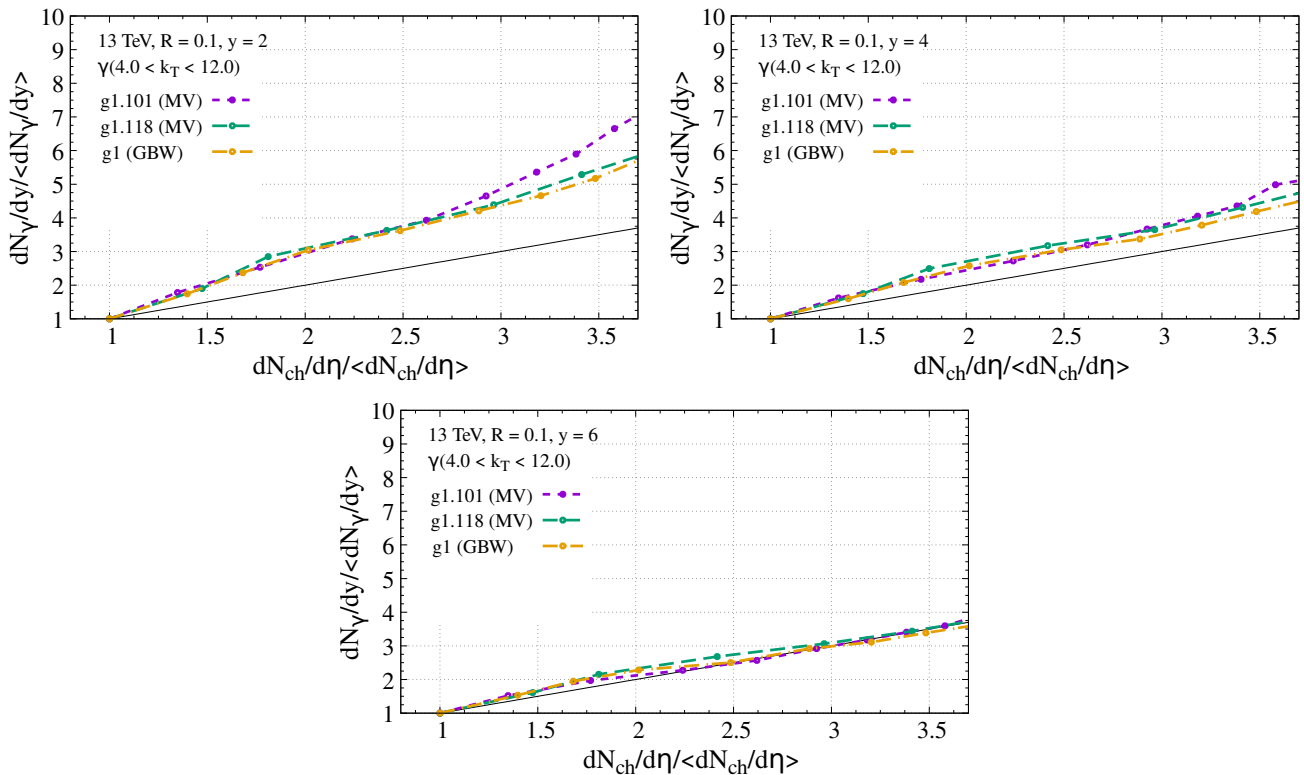 13 TeV, R = 0.1, y = 2
γ(4.0 < k_T < 12.0)
g1.101 (MV)
g1.118 (MV)
g1 (GBW)
dN_γ/dy/<dN_γ/dy>
10
9
8
7
6
5
4
3
2
1
1 1.5 2 2.5 3 3.5
dN_ch/dη/<dN_ch/dη>
13 TeV, R = 0.1, y = 4
γ(4.0 < k_T < 12.0)
g1.101 (MV)
g1.118 (MV)
g1 (GBW)
dN_γ/dy/<dN_γ/dy>
10
9
8
7
6
5
4
3
2
1
1 1.5 2 2.5 3 3.5
dN_ch/dη/<dN_ch/dη>
13 TeV, R = 0.1, y = 6
γ(4.0 < k_T < 12.0)
g1.101 (MV)
g1.118 (MV)
g1 (GBW)
dN_γ/dy/<dN_γ/dy>
10
9
8
7
6
5
4
3
2
1
1 1.5 2 2.5 3 3.5
dN_ch/dη/<dN_ch/dη>